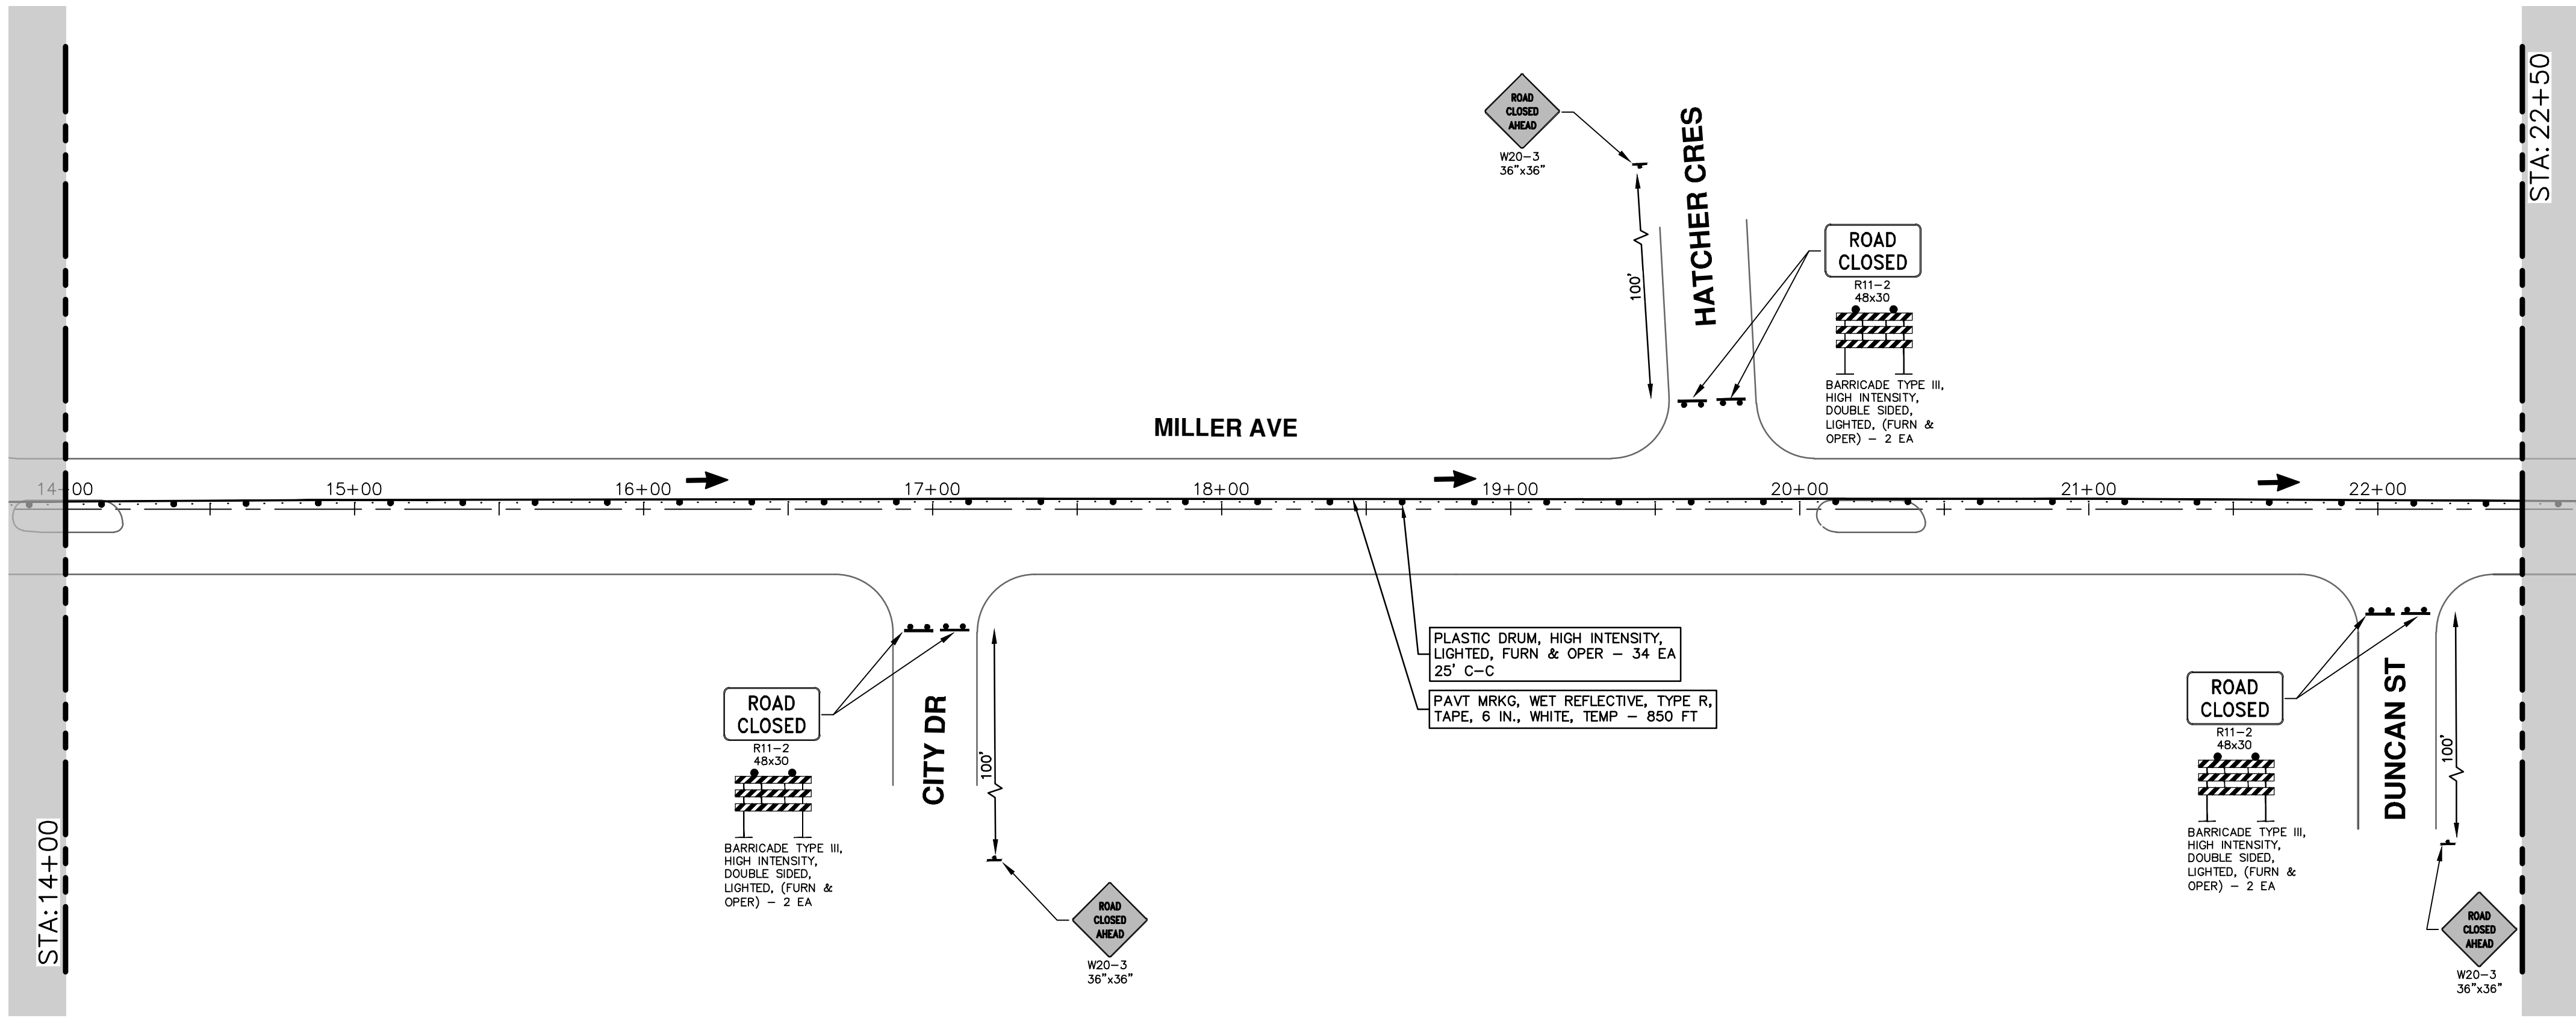 STA: 22+50
ROAD
CLOSED
AHEAD
W20-3
36"x36"
HATCHER CRES
100'
ROAD
CLOSED
R11-2
48x30
BARRICADE TYPE III,
HIGH INTENSITY,
DOUBLE SIDED,
LIGHTED, (FURN &
OPER) - 2 EA
MILLER AVE
14+00
15+00
16+00
17+00
18+00
19+00
20+00
21+00
22+00
PLASTIC DRUM, HIGH INTENSITY,
LIGHTED, FURN & OPER - 34 EA
25' C-C
PAVT MRKG, WET REFLECTIVE, TYPE R,
TAPE, 6 IN., WHITE, TEMP - 850 FT
ROAD
CLOSED
R11-2
48x30
BARRICADE TYPE III,
HIGH INTENSITY,
DOUBLE SIDED,
LIGHTED, (FURN &
OPER) - 2 EA
CITY DR
100'
ROAD
CLOSED
AHEAD
W20-3
36"x36"
ROAD
CLOSED
R11-2
48x30
BARRICADE TYPE III,
HIGH INTENSITY,
DOUBLE SIDED,
LIGHTED, (FURN &
OPER) - 2 EA
DUNCAN ST
100'
ROAD
CLOSED
AHEAD
W20-3
36"x36"
STA: 14+00